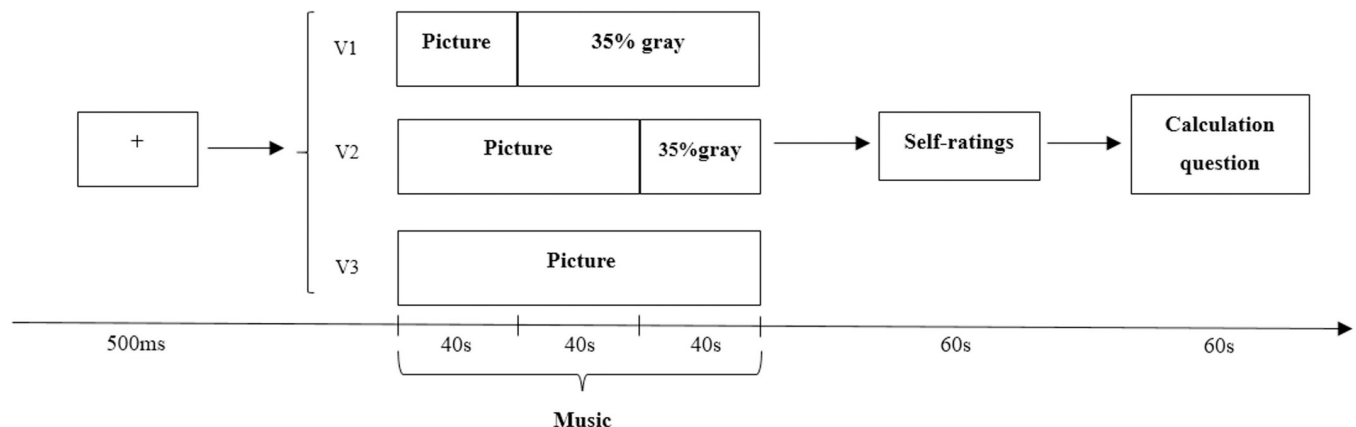 V1
Picture
35% gray
+
V2
Picture
35%gray
Self-ratings
Calculation
question
V3
Picture
500ms
40s
40s
40s
60s
60s
Music